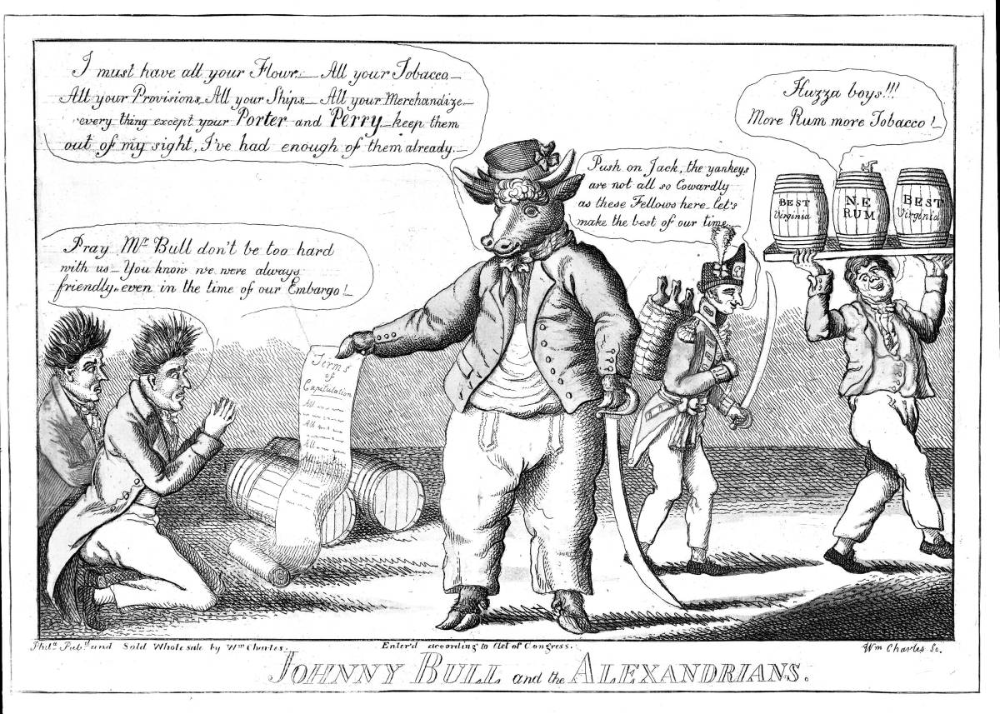 I must have all your Flour — All your Tobacco —
All your Provisions — All your Ships — All your Merchandize —
every thing except your Porter and Perry — keep them
out of my sight, I've had enough of them already. —
Huzza boys!!!
More Rum more Tobacco! —
Push on Jack, the yankeys
are not all so Cowardly
as these Fellows here — let's
make the best of our time.
Pray Mr Bull don't be too hard
with us — You know we were always
friendly, even in the time of our Embargo!
BEST
Virginia
N.E
RUM
BEST
Virginia
Terms
of
Capitulation
All
All
All
All
Phila Pubd and Sold Wholesale by Wm Charles.
Enter'd according to Act of Congress.
Wm Charles Sc.
JOHNNY BULL and the ALEXANDRIANS.